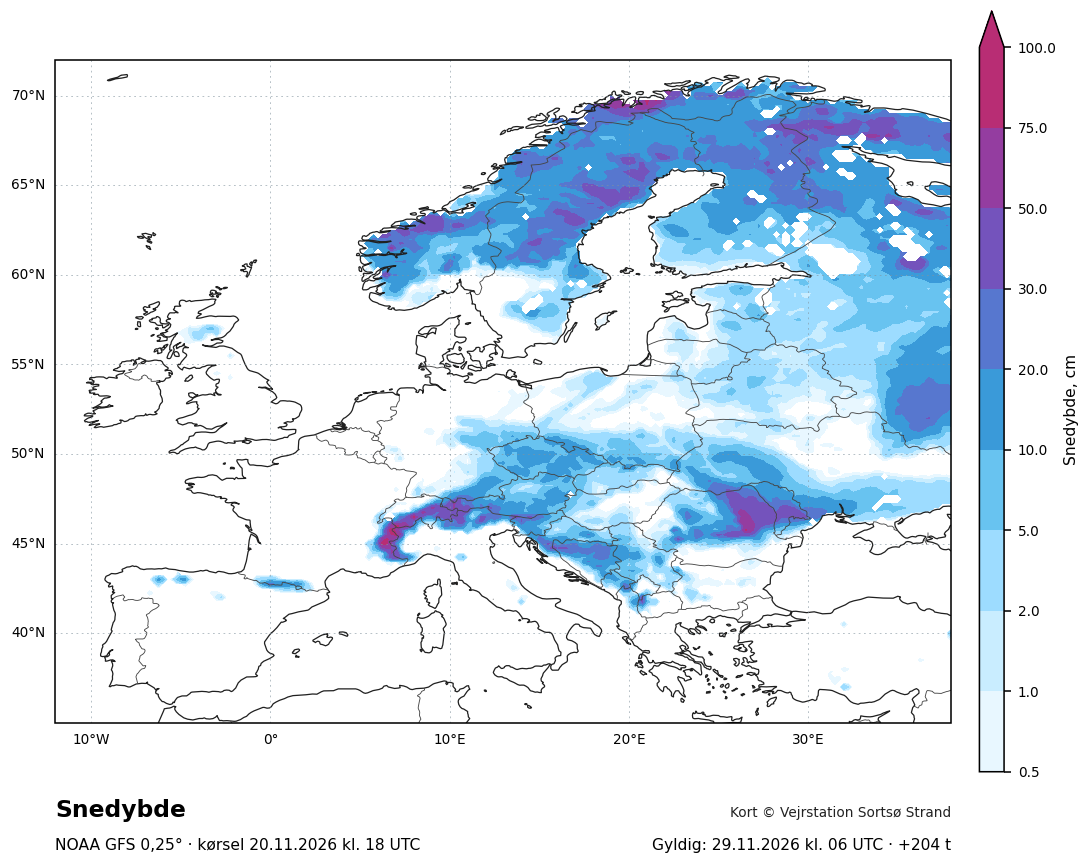 100.0
70°N
75.0
65°N
50.0
60°N
30.0
55°N
20.0
Snedybde, cm
50°N
10.0
45°N
5.0
40°N
2.0
1.0
10°W 0° 10°E 20°E 30°E
0.5
Snedybde
Kort © Vejrstation Sortsø Strand
NOAA GFS 0,25° · kørsel 20.11.2026 kl. 18 UTC
Gyldig: 29.11.2026 kl. 06 UTC · +204 t